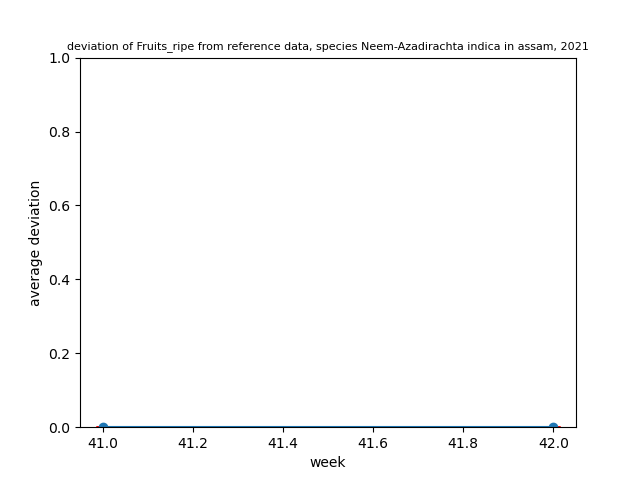 deviation of Fruits_ripe from reference data, species Neem-Azadirachta indica in assam, 2021
1.0
0.8
0.6
0.4
0.2
0.0
average deviation
41.0 41.2 41.4 41.6 41.8 42.0
week